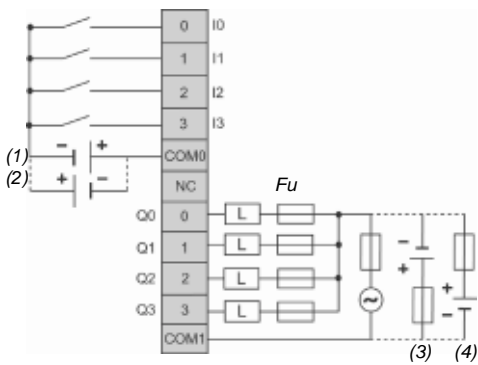 0 I0
1 I1
2 I2
3 I3
(1) - + COM0
(2) + -
NC
Fu
Q0 0 L
Q1 1 L
Q2 2 L
Q3 3 L
- +
+ -
~
COM1
(3) (4)